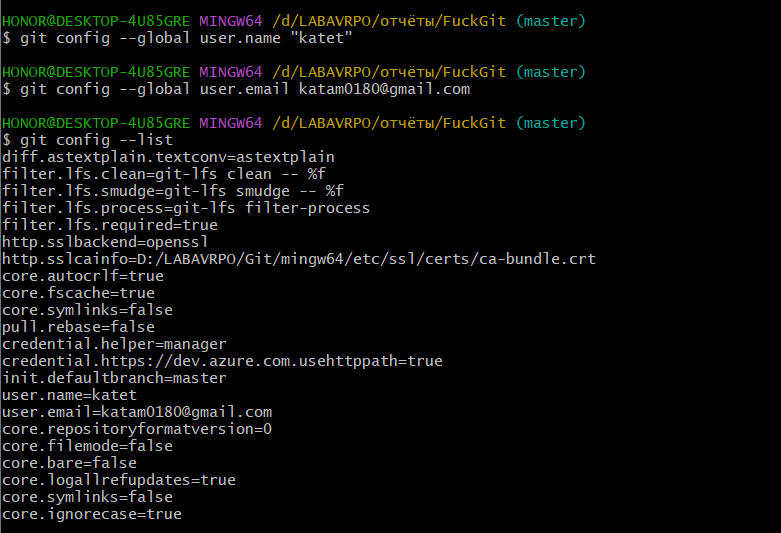 HONOR@DESKTOP-4U85GRE MINGW64 /d/LABAVRPO/отчёты/FuckGit (master)
$ git config --global user.name "katet"
HONOR@DESKTOP-4U85GRE MINGW64 /d/LABAVRPO/отчёты/FuckGit (master)
$ git config --global user.email katam0180@gmail.com
HONOR@DESKTOP-4U85GRE MINGW64 /d/LABAVRPO/отчёты/FuckGit (master)
$ git config --list
diff.astextplain.textconv=astextplain
filter.lfs.clean=git-lfs clean -- %f
filter.lfs.smudge=git-lfs smudge -- %f
filter.lfs.process=git-lfs filter-process
filter.lfs.required=true
http.sslbackend=openssl
http.sslcainfo=D:/LABAVRPO/Git/mingw64/etc/ssl/certs/ca-bundle.crt
core.autocrlf=true
core.fscache=true
core.symlinks=false
pull.rebase=false
credential.helper=manager
credential.https://dev.azure.com.usehttppath=true
init.defaultbranch=master
user.name=katet
user.email=katam0180@gmail.com
core.repositoryformatversion=0
core.filemode=false
core.bare=false
core.logallrefupdates=true
core.symlinks=false
core.ignorecase=true